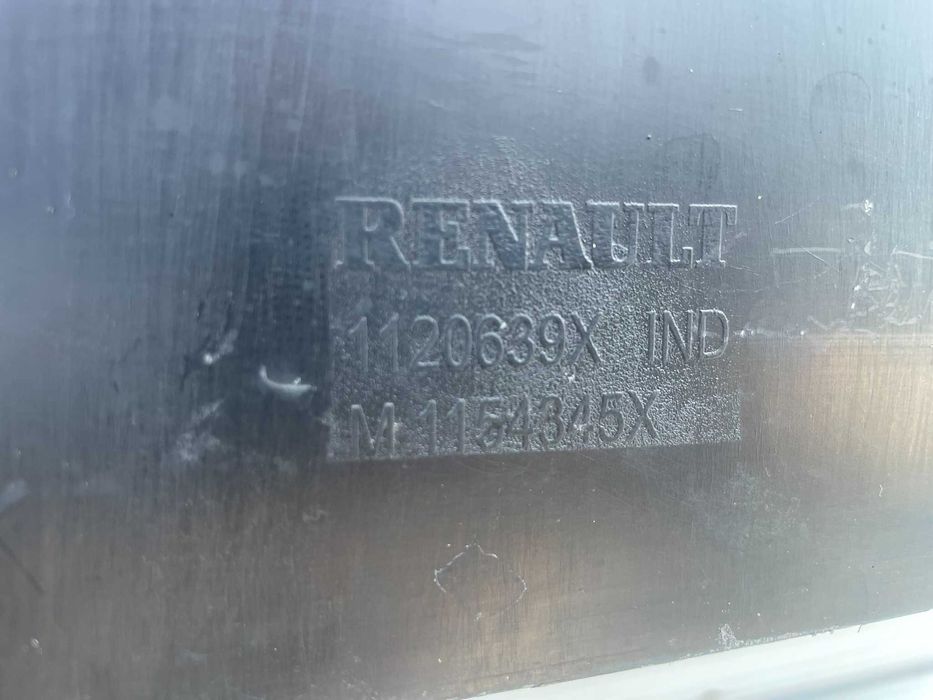 RENAULT
1120639X IND
M 1154345X